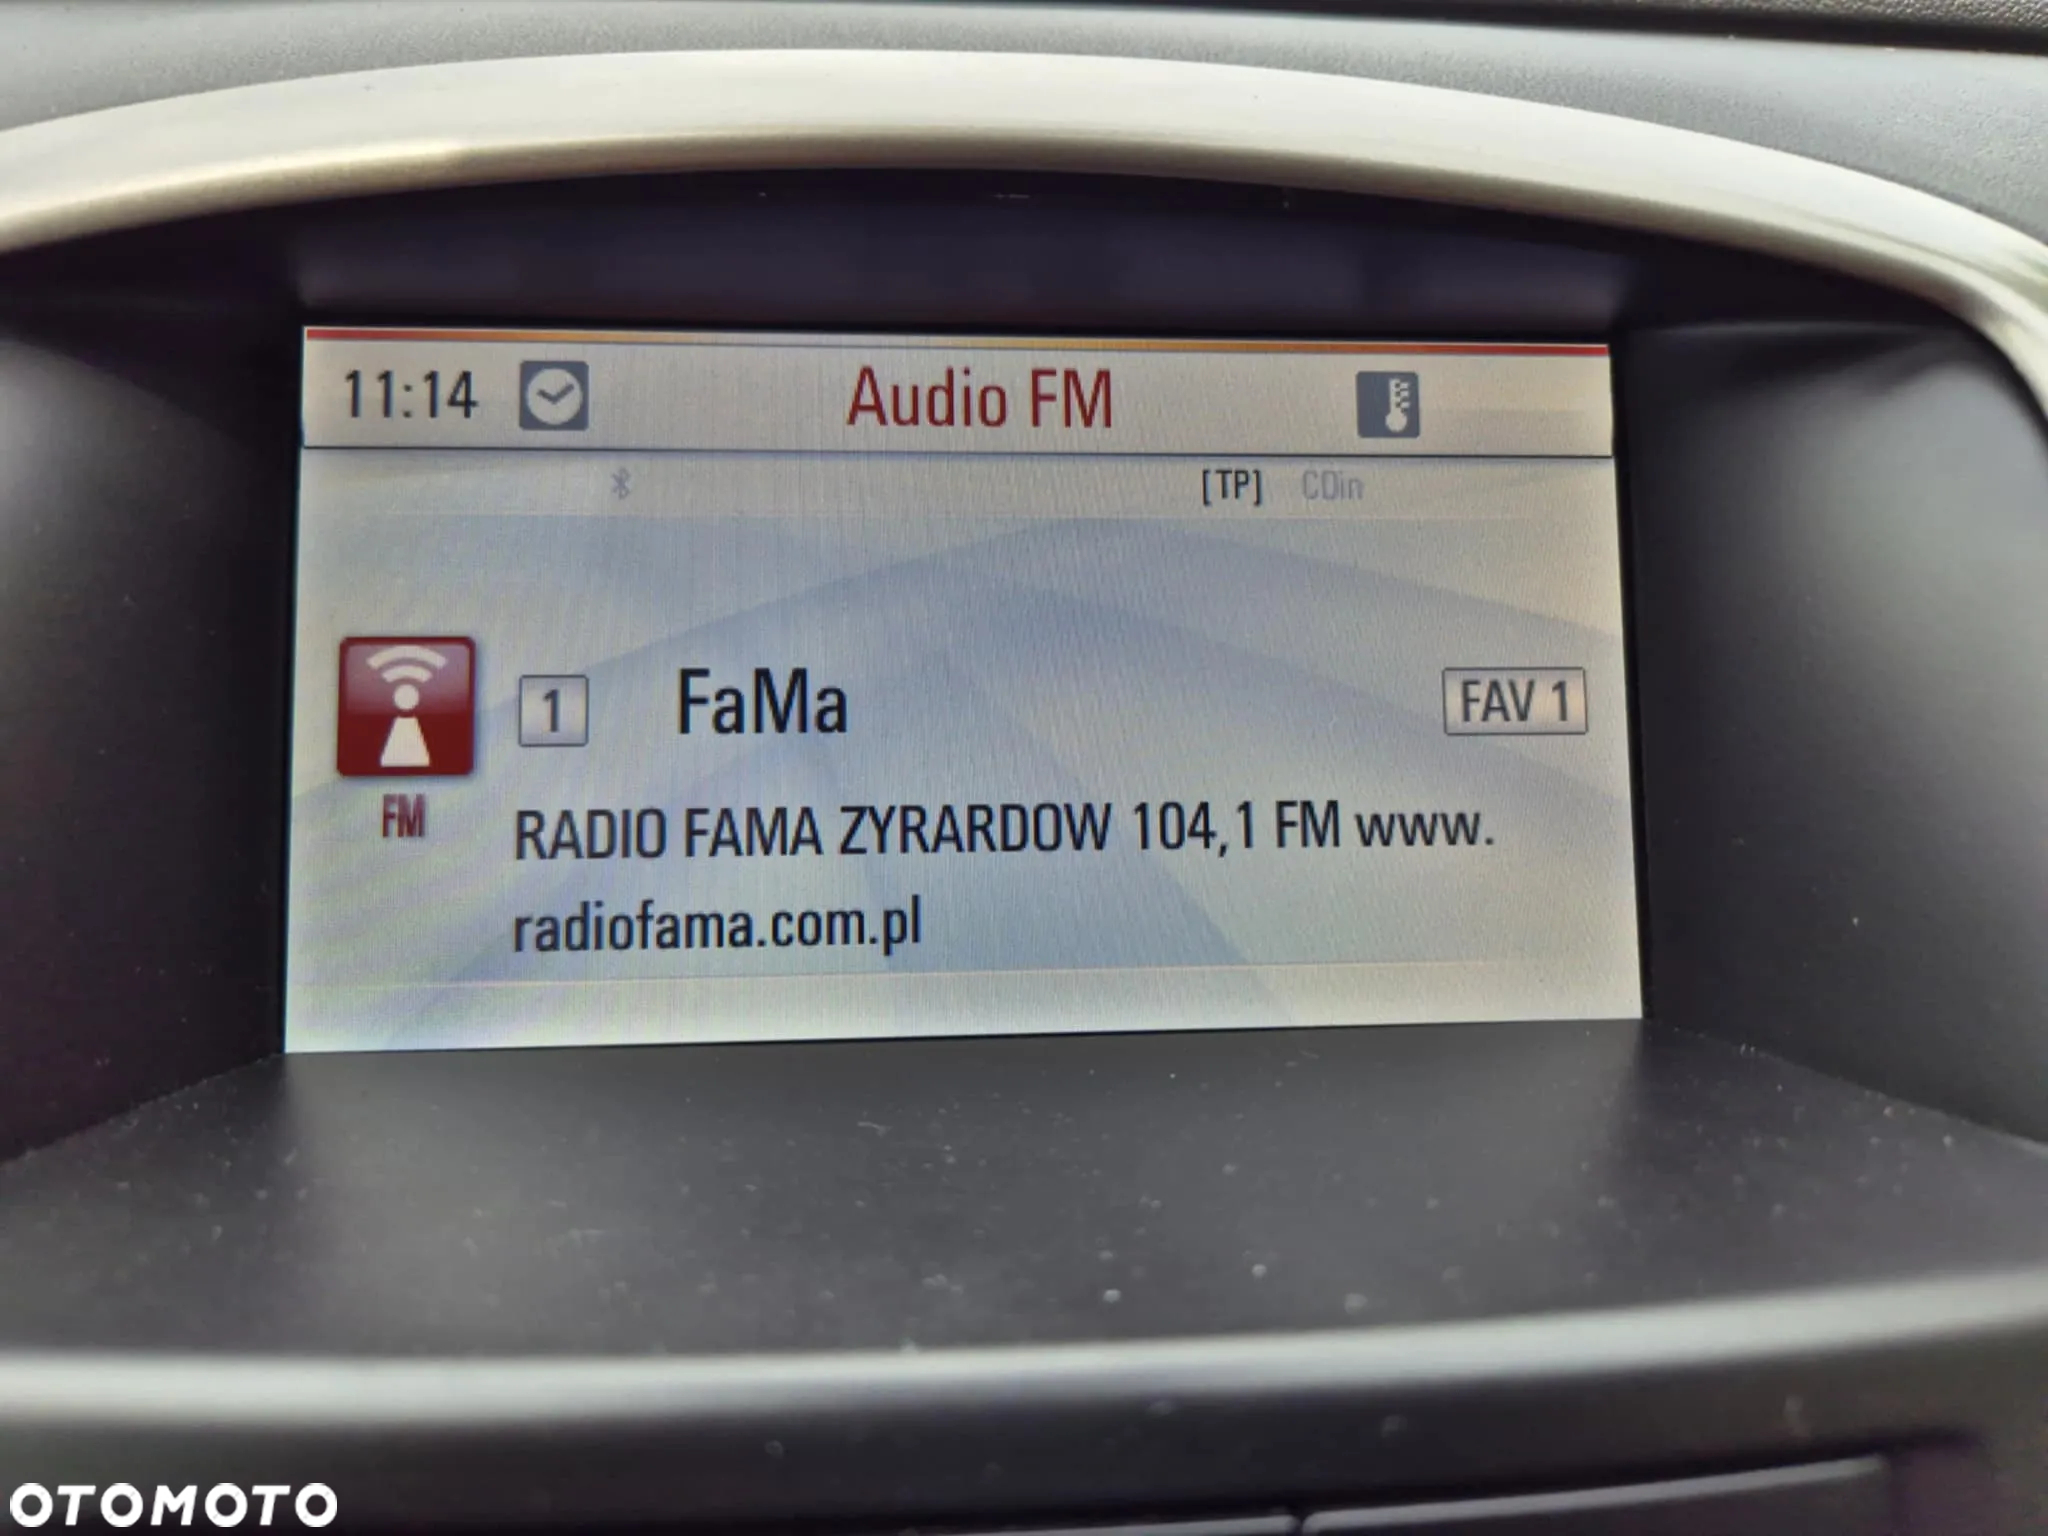 11:14 Audio FM
[TP] CDin
1 FaMa FAV 1
FM
RADIO FAMA ZYRARDOW 104,1 FM www.
radiofama.com.pl
OTOMOTO